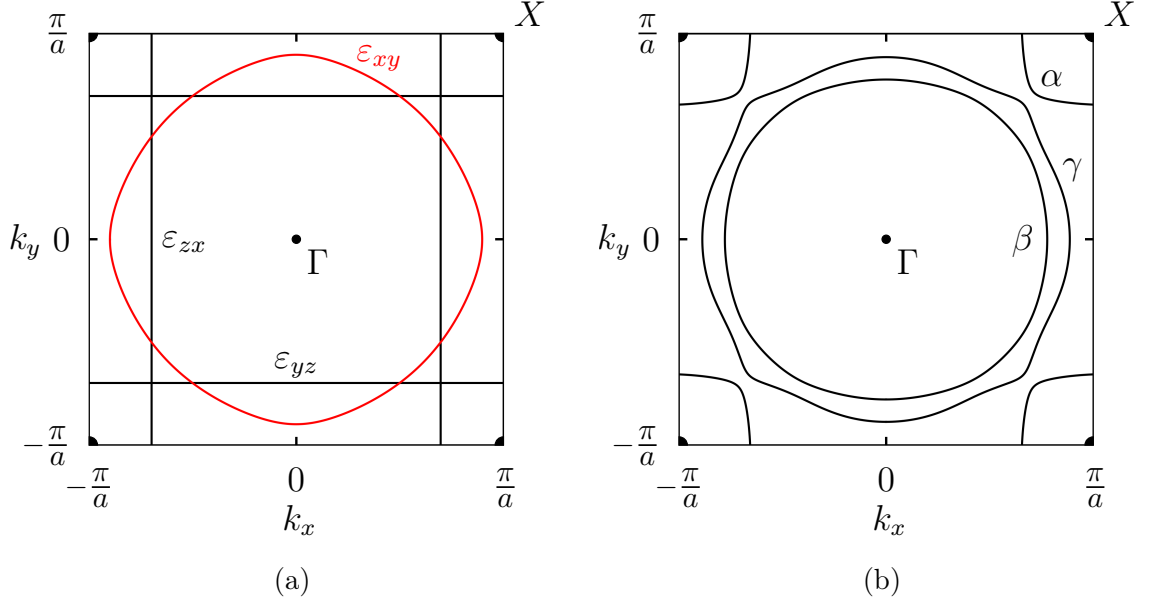 X
π/a
ε_xy
k_y 0
ε_zx
Γ
ε_yz
−π/a
−π/a 0 π/a
k_x
(a)
X
π/a
α
γ
k_y 0
β
Γ
−π/a
−π/a 0 π/a
k_x
(b)